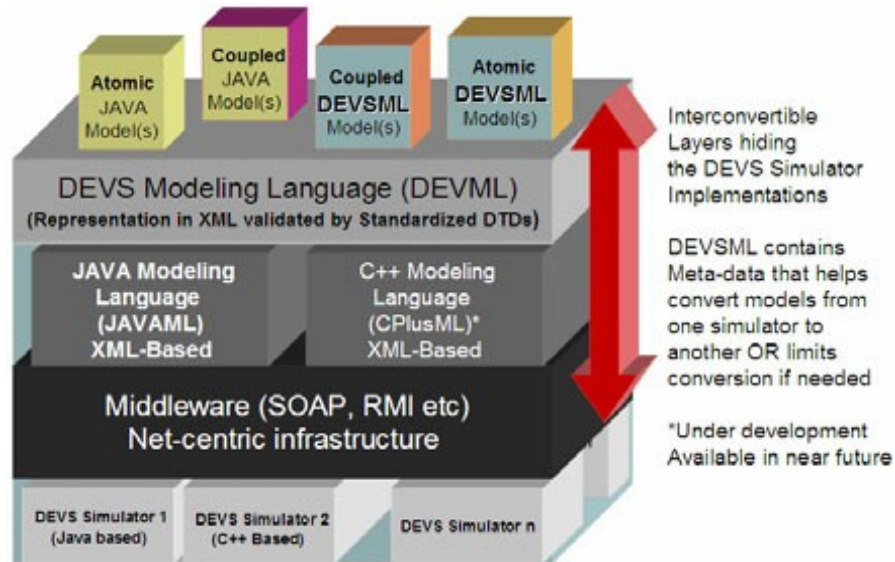 Atomic
JAVA
Model(s)
Coupled
JAVA
Model(s)
Coupled
DEVSML
Model(s)
Atomic
DEVSML
Model(s)
DEVS Modeling Language (DEVML)
(Representation in XML validated by Standardized DTDs)
JAVA Modeling
Language
(JAVAML)
XML-Based
C++ Modeling
Language
(CPlusML)*
XML-Based
Middleware (SOAP, RMI etc)
Net-centric infrastructure
DEVS Simulator 1
(Java based)
DEVS Simulator 2
(C++ Based)
DEVS Simulator n
Interconvertible
Layers hiding
the DEVS Simulator
Implementations
DEVSML contains
Meta-data that helps
convert models from
one simulator to
another OR limits
conversion if needed
*Under development
Available in near future